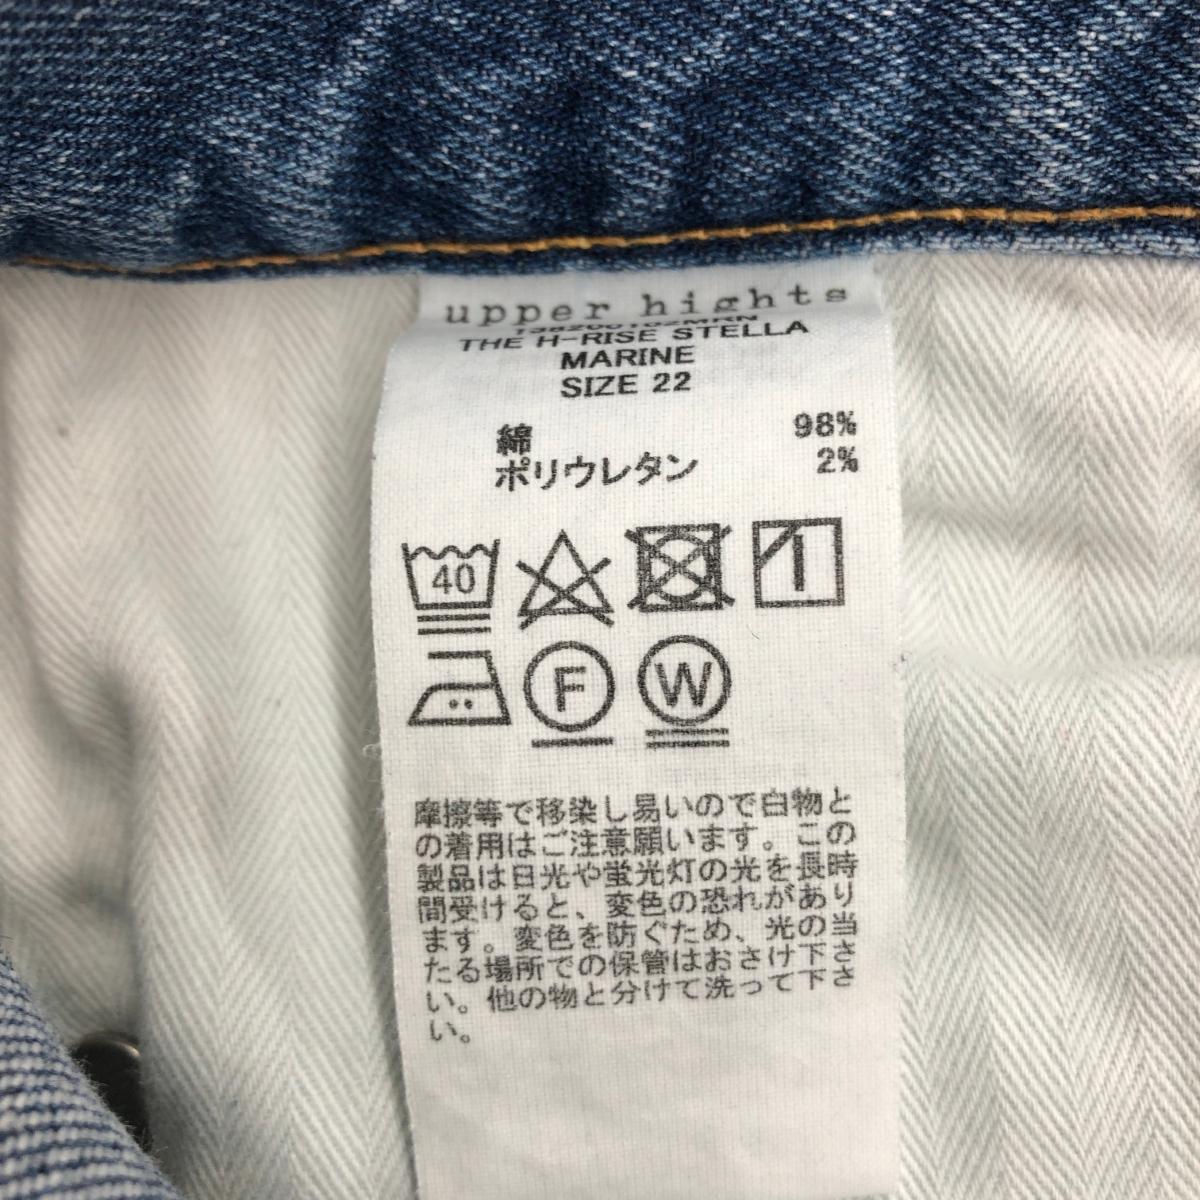 upper hights
138200102MRN
THE H-RISE STELLA
MARINE
SIZE 22
綿 98%
ポリウレタン 2%
40
F W
摩擦等で移染し易いので白物と
の着用はご注意願います。この
製品は日光や蛍光灯の光を長時
間受けると、変色の恐れがあり
ます。変色を防ぐため、光の当
たる場所での保管はおさけ下さ
い。他の物と分けて洗って下さ
い。